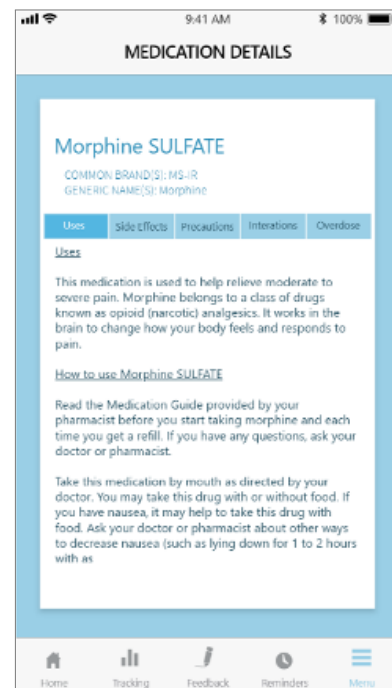 9:41 AM 100%
MEDICATION DETAILS
Morphine SULFATE
COMMON BRAND(S): MS-IR
GENERIC NAME(S): Morphine
Uses Side Effects Precautions Interations Overdose
Uses
This medication is used to help relieve moderate to
severe pain. Morphine belongs to a class of drugs
known as opioid (narcotic) analgesics. It works in the
brain to change how your body feels and responds to
pain.
How to use Morphine SULFATE
Read the Medication Guide provided by your
pharmacist before you start taking morphine and each
time you get a refill. If you have any questions, ask your
doctor or pharmacist.
Take this medication by mouth as directed by your
doctor. You may take this drug with or without food. If
you have nausea, it may help to take this drug with
food. Ask your doctor or pharmacist about other ways
to decrease nausea (such as lying down for 1 to 2 hours
with as
Home Tracking Feedback Reminders Menu